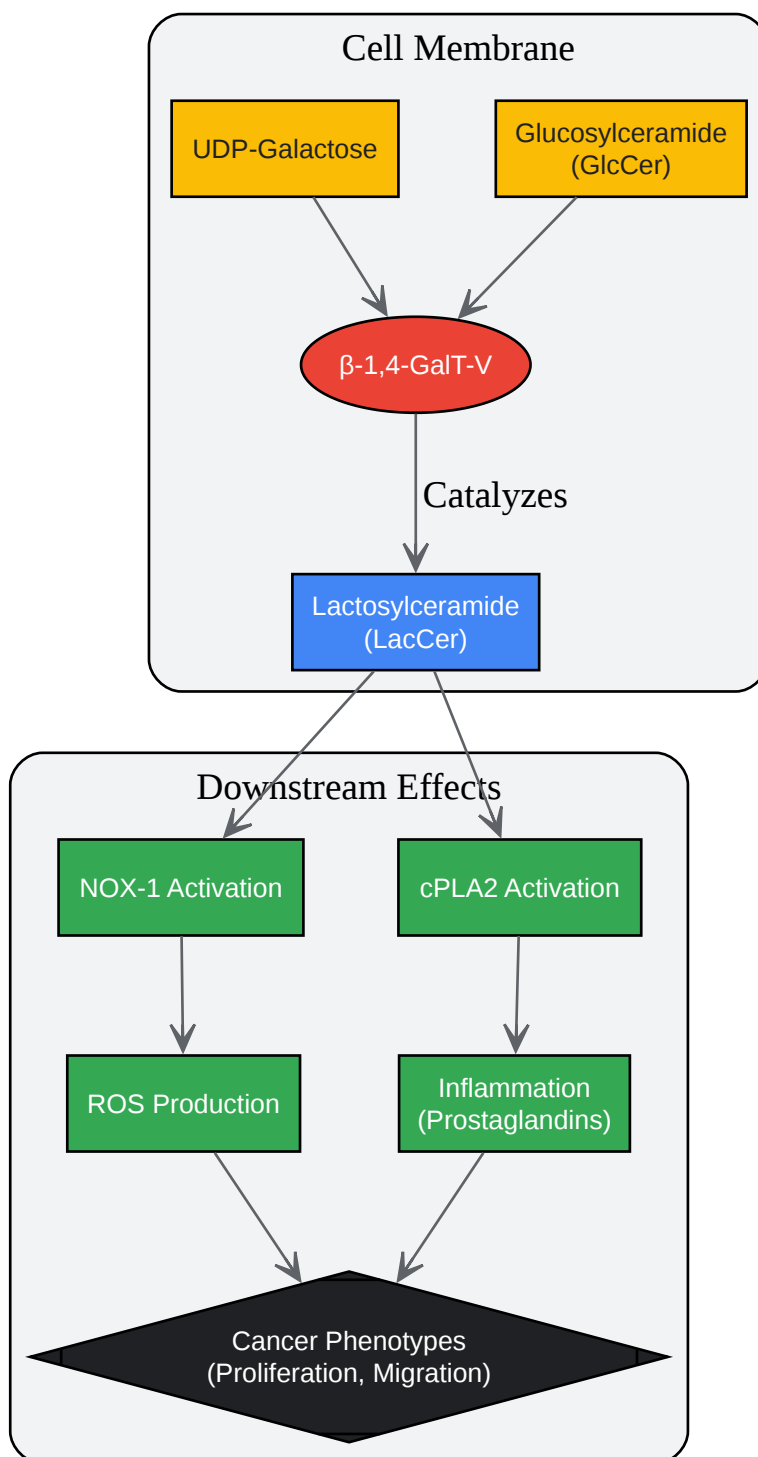 Cell Membrane
UDP-Galactose
Glucosylceramide
(GlcCer)
β-1,4-GalT-V
Catalyzes
Lactosylceramide
(LacCer)
Downstream Effects
NOX-1 Activation
cPLA2 Activation
ROS Production
Inflammation
(Prostaglandins)
Cancer Phenotypes
(Proliferation, Migration)